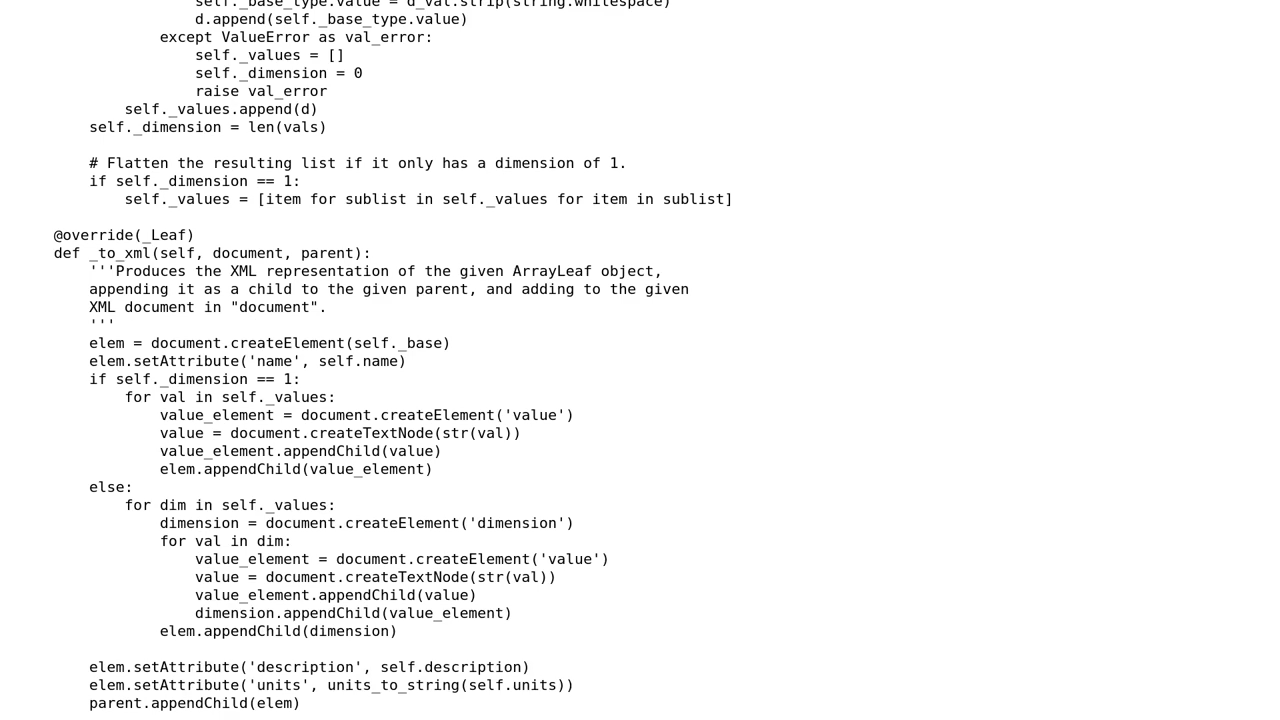 self._base_type.value = d_val.strip(string.whitespace)
                d.append(self._base_type.value)
            except ValueError as val_error:
                self._values = []
                self._dimension = 0
                raise val_error
        self._values.append(d)
    self._dimension = len(vals)

    # Flatten the resulting list if it only has a dimension of 1.
    if self._dimension == 1:
        self._values = [item for sublist in self._values for item in sublist]

@override(_Leaf)
def _to_xml(self, document, parent):
    '''Produces the XML representation of the given ArrayLeaf object,
    appending it as a child to the given parent, and adding to the given
    XML document in "document".
    '''
    elem = document.createElement(self._base)
    elem.setAttribute('name', self.name)
    if self._dimension == 1:
        for val in self._values:
            value_element = document.createElement('value')
            value = document.createTextNode(str(val))
            value_element.appendChild(value)
            elem.appendChild(value_element)
    else:
        for dim in self._values:
            dimension = document.createElement('dimension')
            for val in dim:
                value_element = document.createElement('value')
                value = document.createTextNode(str(val))
                value_element.appendChild(value)
                dimension.appendChild(value_element)
            elem.appendChild(dimension)

    elem.setAttribute('description', self.description)
    elem.setAttribute('units', units_to_string(self.units))
    parent.appendChild(elem)